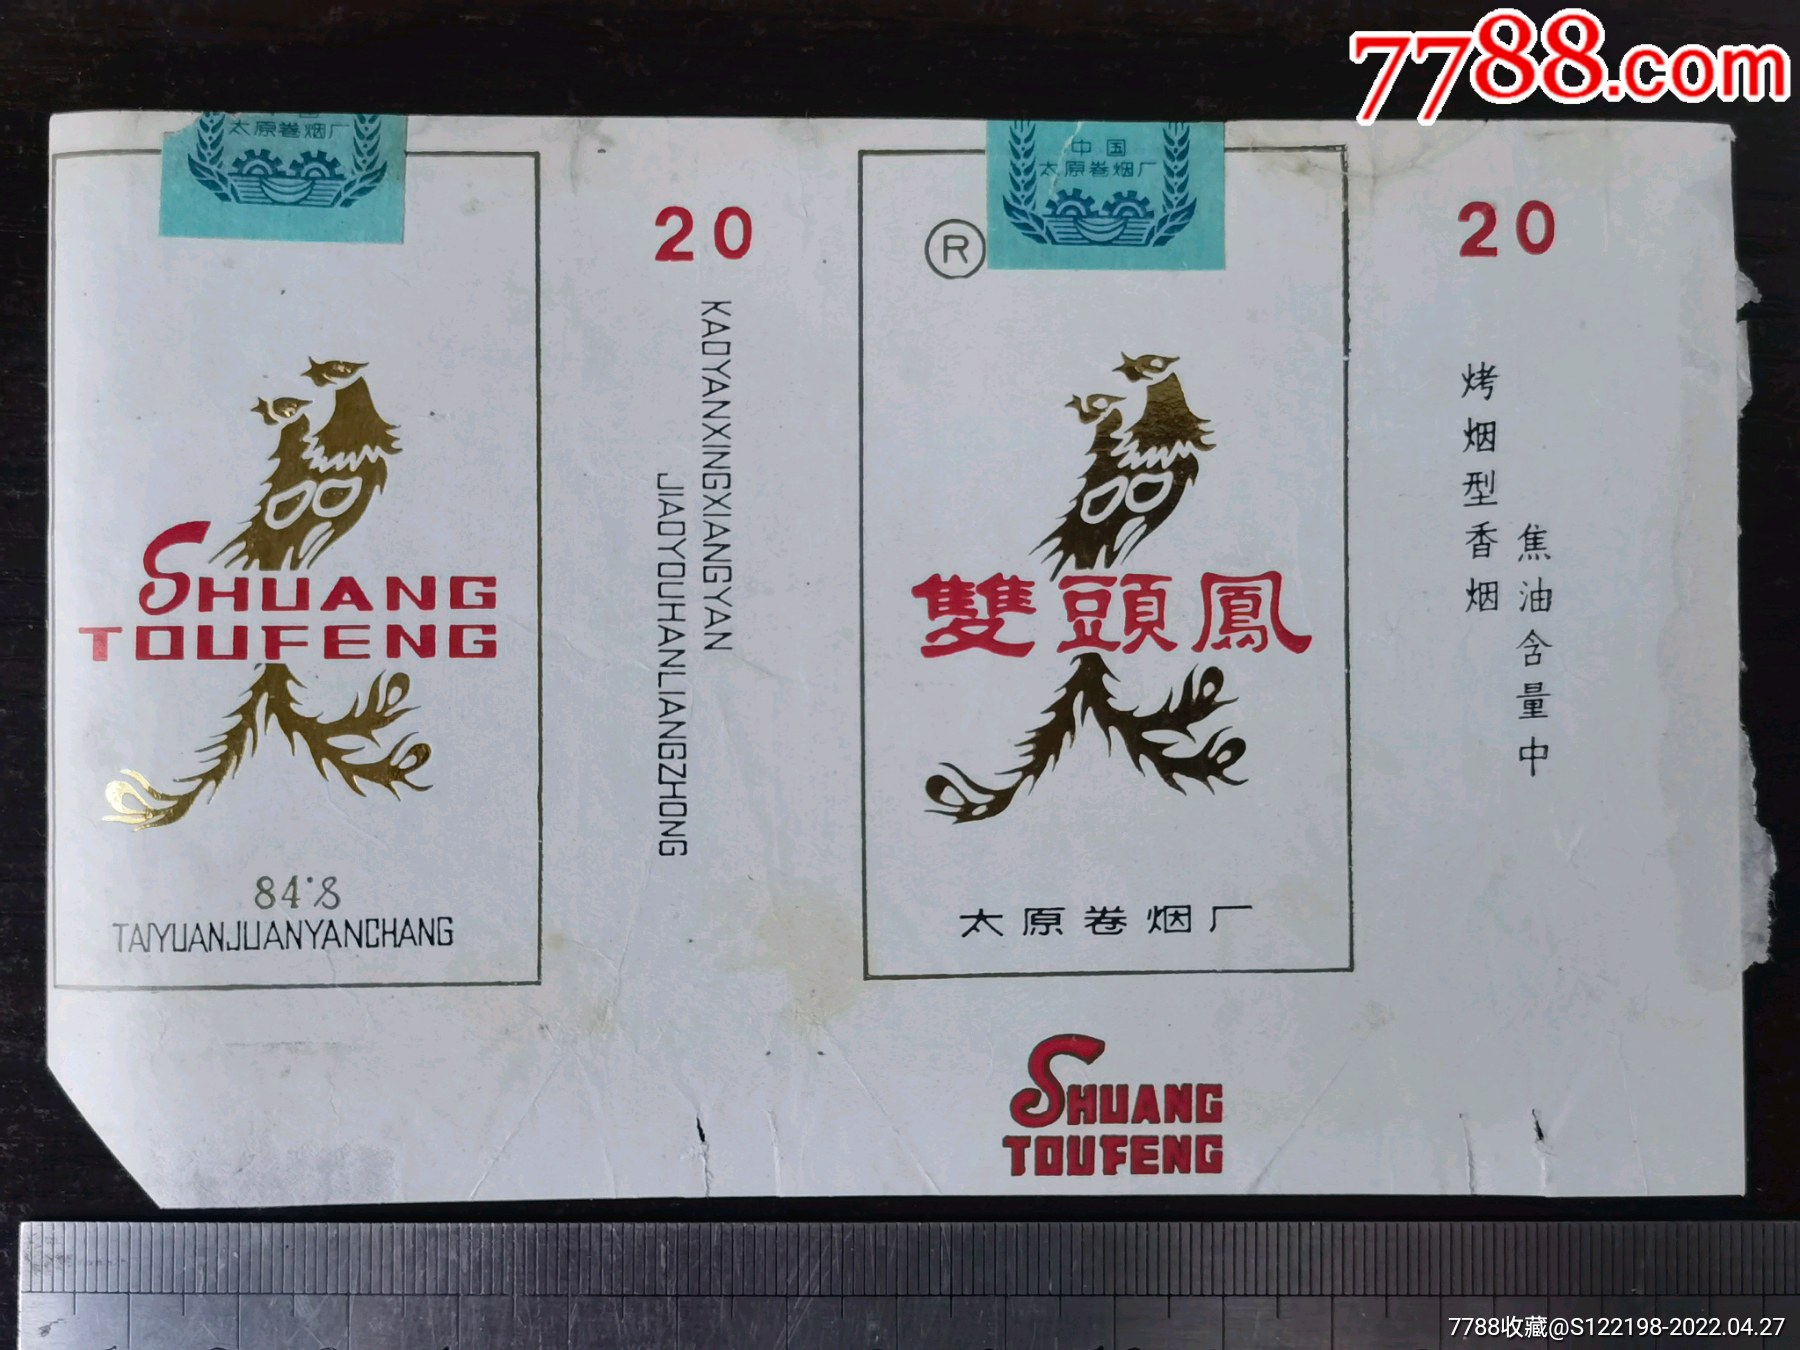 7788.com
太原卷烟厂
SHUANG
TOUFENG
84's
TAIYUANJUANYANCHANG
20
KAOYANXINGXIANGYAN
JIAOYOUHANLIANGZHONG
中国
太原卷烟厂
R
雙頭鳳
太原卷烟厂
20
烤烟型香烟
焦油含量中
SHUANG
TOUFENG
7788收藏@S122198-2022.04.27